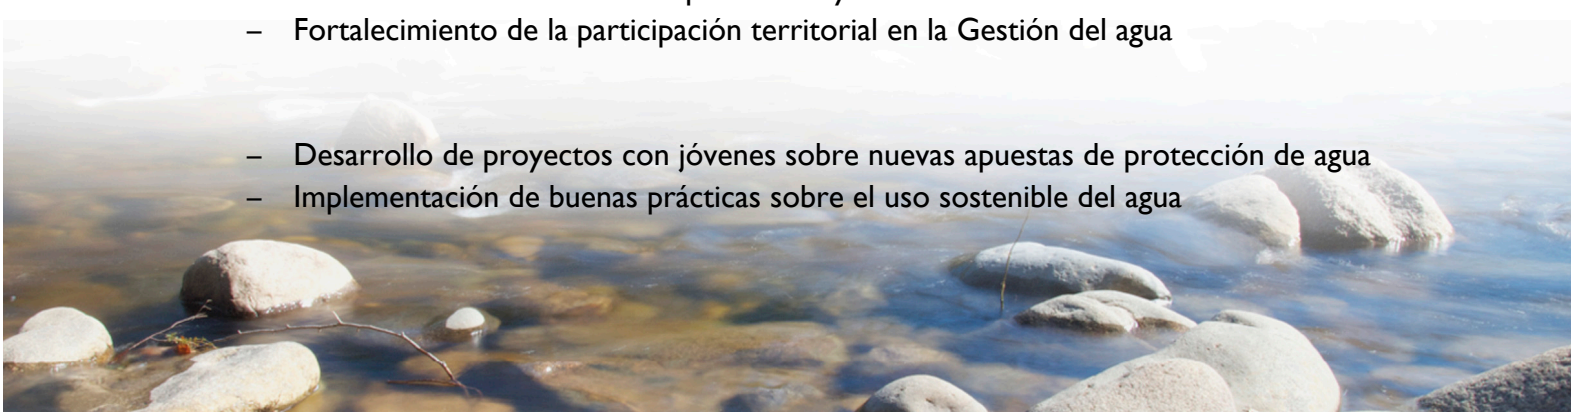 – Fortalecimiento de la participación territorial en la Gestión del agua
– Desarrollo de proyectos con jóvenes sobre nuevas apuestas de protección de agua
– Implementación de buenas prácticas sobre el uso sostenible del agua